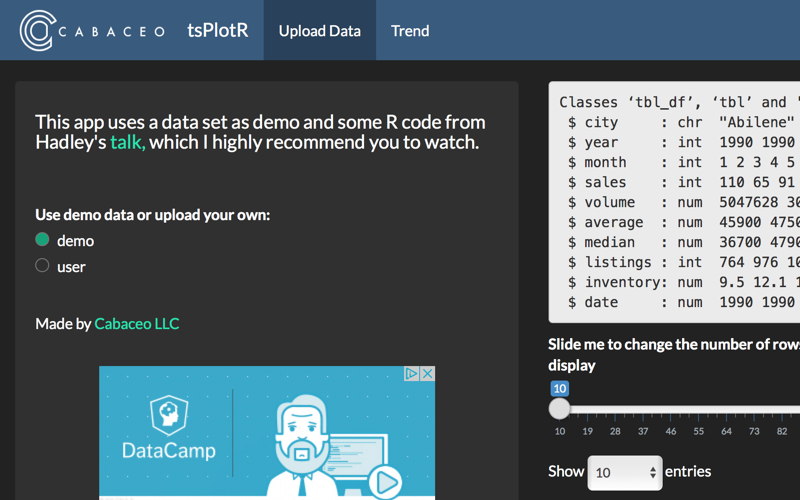 CABACEO
tsPlotR
Upload Data
Trend
This app uses a data set as demo and some R code from
Hadley's talk, which I highly recommend you to watch.
Use demo data or upload your own:
demo
user
Made by Cabaceo LLC
DataCamp
Classes ‘tbl_df’, ‘tbl’ and '
$ city : chr "Abilene"
$ year : int 1990 1990
$ month : int 1 2 3 4 5
$ sales : int 110 65 91
$ volume : num 5047628 30
$ average : num 45900 4750
$ median : num 36700 4790
$ listings : int 764 976 10
$ inventory: num 9.5 12.1 1
$ date : num 1990 1990
Slide me to change the number of rows
display
10
10 19 28 37 46 55 64 73 82
Show 10 entries